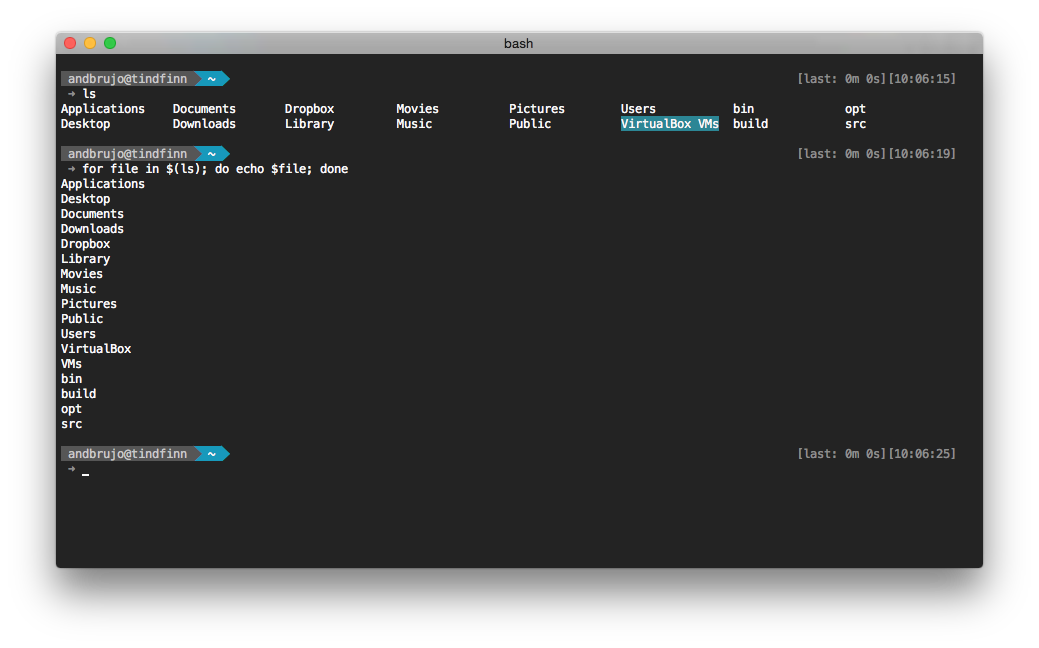 bash
andbrujo@tindfinn ~ [last: 0m 0s][10:06:15]
➜ ls
Applications Documents Dropbox Movies Pictures Users bin opt
Desktop Downloads Library Music Public VirtualBox VMs build src
andbrujo@tindfinn ~ [last: 0m 0s][10:06:19]
➜ for file in $(ls); do echo $file; done
Applications
Desktop
Documents
Downloads
Dropbox
Library
Movies
Music
Pictures
Public
Users
VirtualBox
VMs
bin
build
opt
src
andbrujo@tindfinn ~ [last: 0m 0s][10:06:25]
➜ _